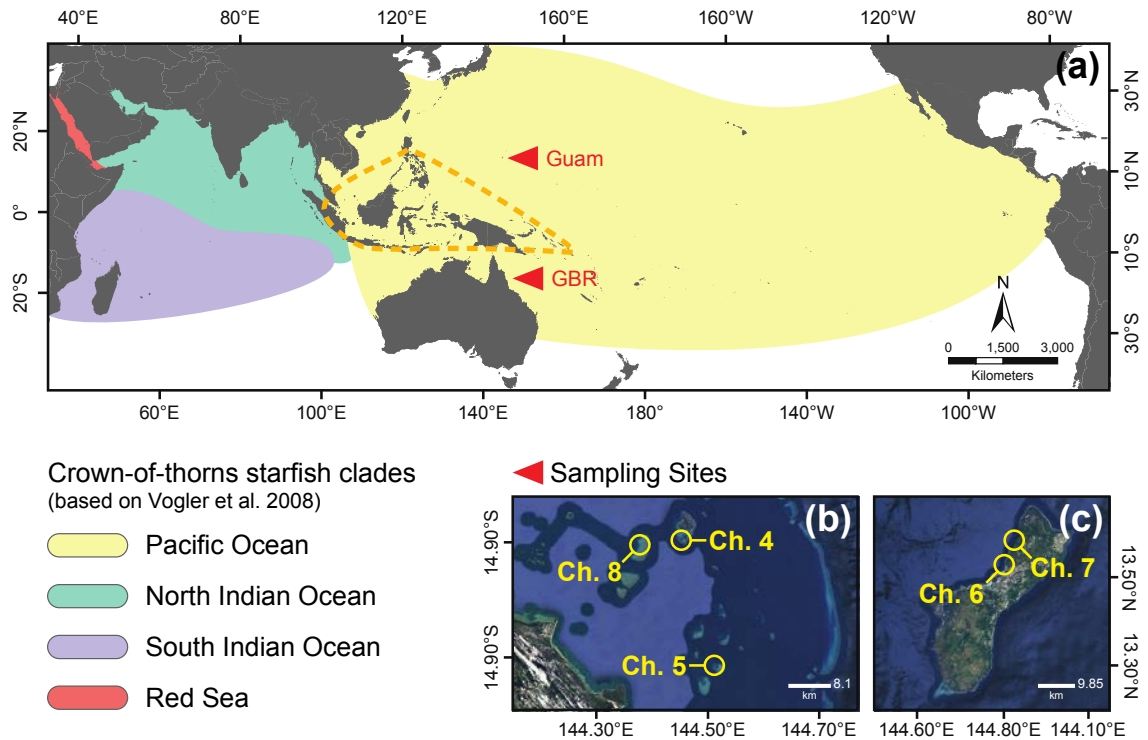 40°E 80°E 120°E 160°E 160°W 120°W 80°W
(a)
20°N
0°
20°S
30°N
10°N
10°S
30°S
Guam
GBR
N
0 1,500 3,000
Kilometers
60°E 100°E 140°E 180° 140°W 100°W
Crown-of-thorns starfish clades
(based on Vogler et al. 2008)
Pacific Ocean
North Indian Ocean
South Indian Ocean
Red Sea
Sampling Sites
(b)
14.90°S
14.90°S
Ch. 8
Ch. 4
Ch. 5
8.1
km
144.30°E 144.50°E 144.70°E
(c)
Ch. 7
Ch. 6
13.50°N
13.30°N
9.85
km
144.60°E 144.80°E 144.10°E